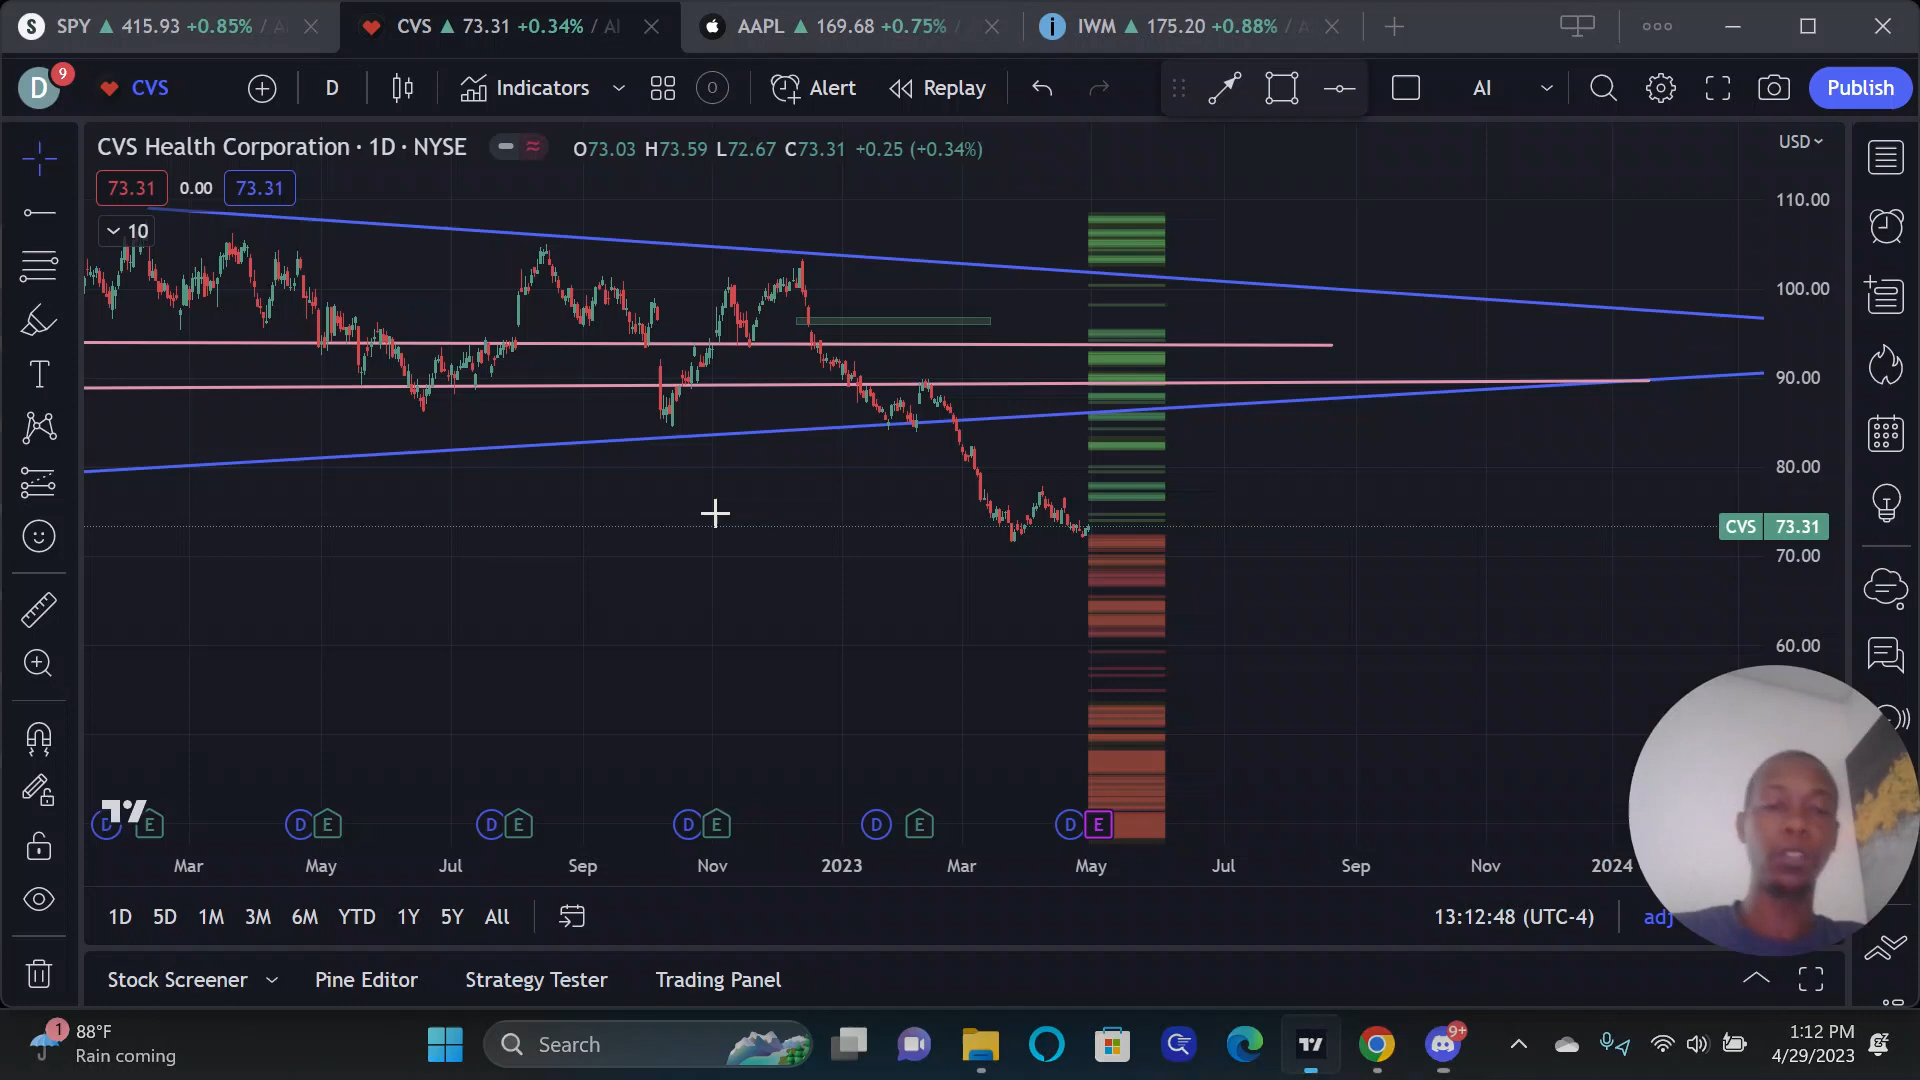 SPY 415.93 +0.85% / A
CVS 73.31 +0.34% / AI
AAPL 169.68 +0.75% /
IWM 175.20 +0.88% / A
D 9 CVS D Indicators Alert Replay AI Publish
CVS Health Corporation · 1D · NYSE O73.03 H73.59 L72.67 C73.31 +0.25 (+0.34%)
USD
73.31 0.00 73.31
10
110.00
100.00
90.00
80.00
CVS 73.31
70.00
60.00
D E D E D E D E D E D E
Mar May Jul Sep Nov 2023 Mar May Jul Sep Nov 2024
1D 5D 1M 3M 6M YTD 1Y 5Y All
13:12:48 (UTC-4) adj
Stock Screener Pine Editor Strategy Tester Trading Panel
1 88°F
Rain coming
Search
9+
1:12 PM
4/29/2023